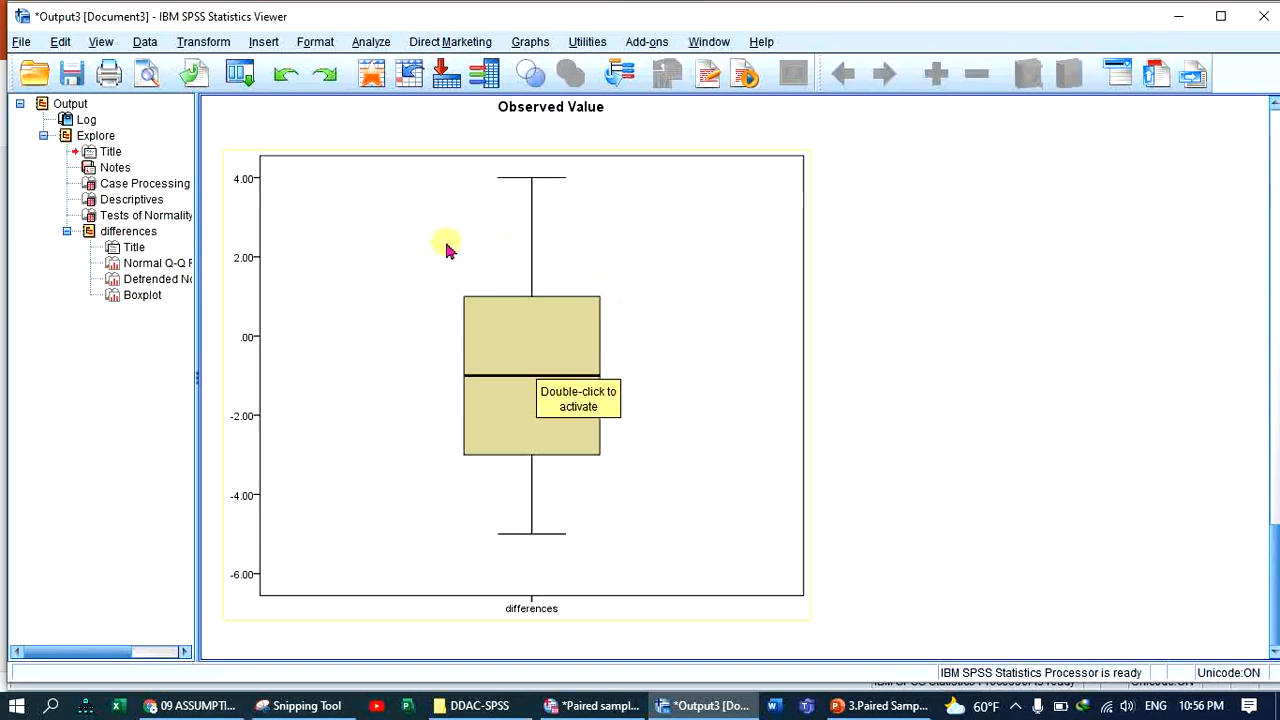 *Output3 [Document3] - IBM SPSS Statistics Viewer
File Edit View Data Transform Insert Format Analyze Direct Marketing Graphs Utilities Add-ons Window Help
Output
Log
Explore
Title
Notes
Case Processing
Descriptives
Tests of Normality
differences
Title
Normal Q-Q P
Detrended No
Boxplot
Observed Value
4.00
2.00
.00
-2.00
-4.00
-6.00
Double-click to
activate
differences
IBM SPSS Statistics Processor is ready Unicode:ON
09 ASSUMPTI... Snipping Tool DDAC-SPSS *Paired sampl... *Output3 [Do... 3.Paired Samp... 60°F ENG 10:56 PM